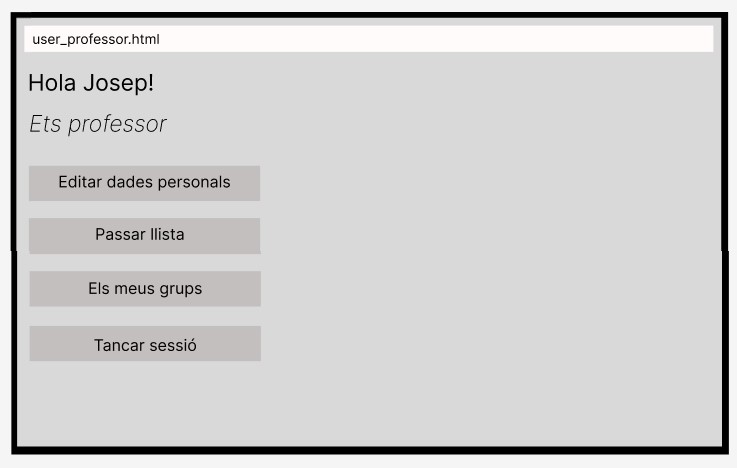 user_professor.html
Hola Josep!
Ets professor
Editar dades personals
Passar llista
Els meus grups
Tancar sessió